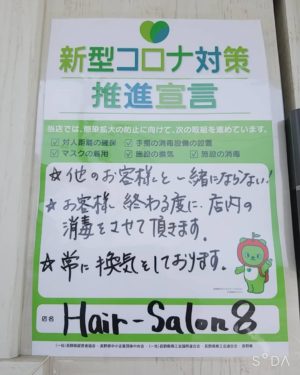 新型コロナ対策
推進宣言
当店では、感染拡大の防止に向けて、次の取組を進めています。
☑ 対人距離の確保 ☑ 手指の消毒設備の設置
☑ マスクの着用 ☑ 施設の換気 ☑ 施設の消毒
☆他のお客様と一緒にならない!
☆お客様終わる度に、店内の
消毒をさせて頂きます。
☆常に換気をしております。
店名
Hair-Salon8
SODA